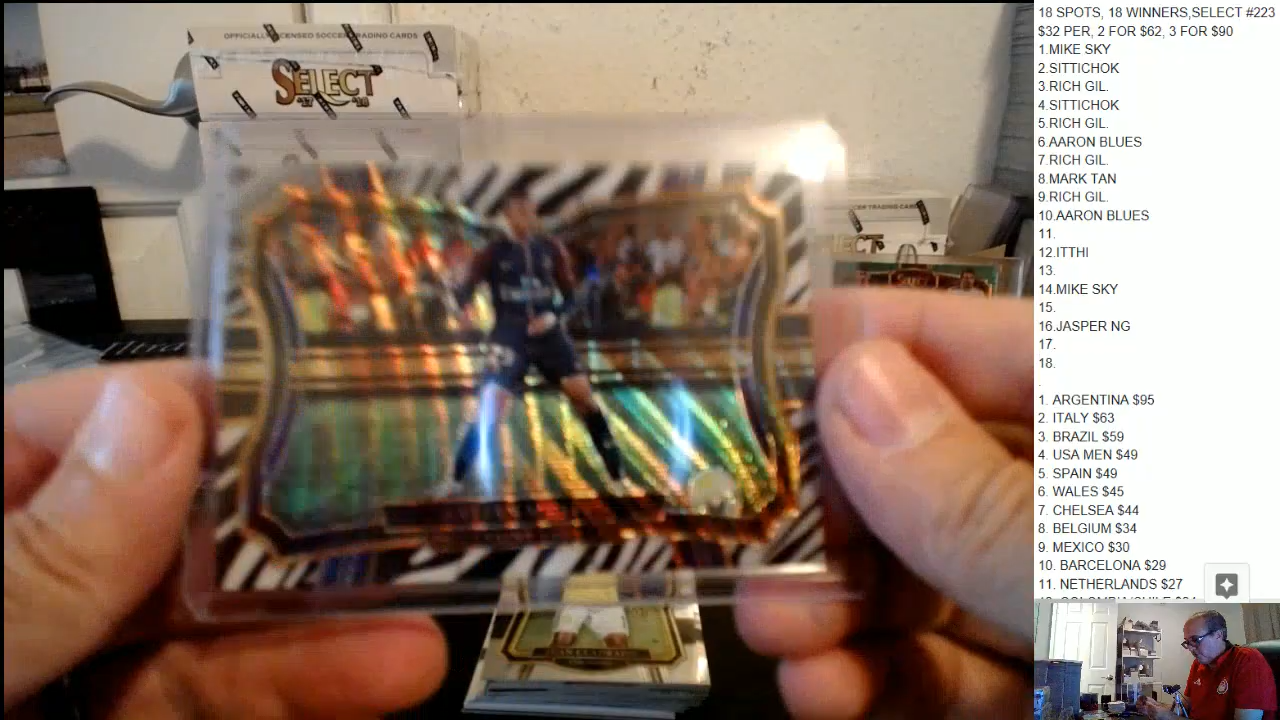 OFFICIALLY LICENSED SOCCER TRADING CARDS
SELECT
'17 '18
18 SPOTS, 18 WINNERS,SELECT #223
$32 PER, 2 FOR $62, 3 FOR $90
1.MIKE SKY
2.SITTICHOK
3.RICH GIL.
4.SITTICHOK
5.RICH GIL.
6.AARON BLUES
7.RICH GIL.
8.MARK TAN
9.RICH GIL.
10.AARON BLUES
11.
12.ITTHI
13.
14.MIKE SKY
15.
16.JASPER NG
17.
18.
.
1. ARGENTINA $95
2. ITALY $63
3. BRAZIL $59
4. USA MEN $49
5. SPAIN $49
6. WALES $45
7. CHELSEA $44
8. BELGIUM $34
9. MEXICO $30
10. BARCELONA $29
11. NETHERLANDS $27